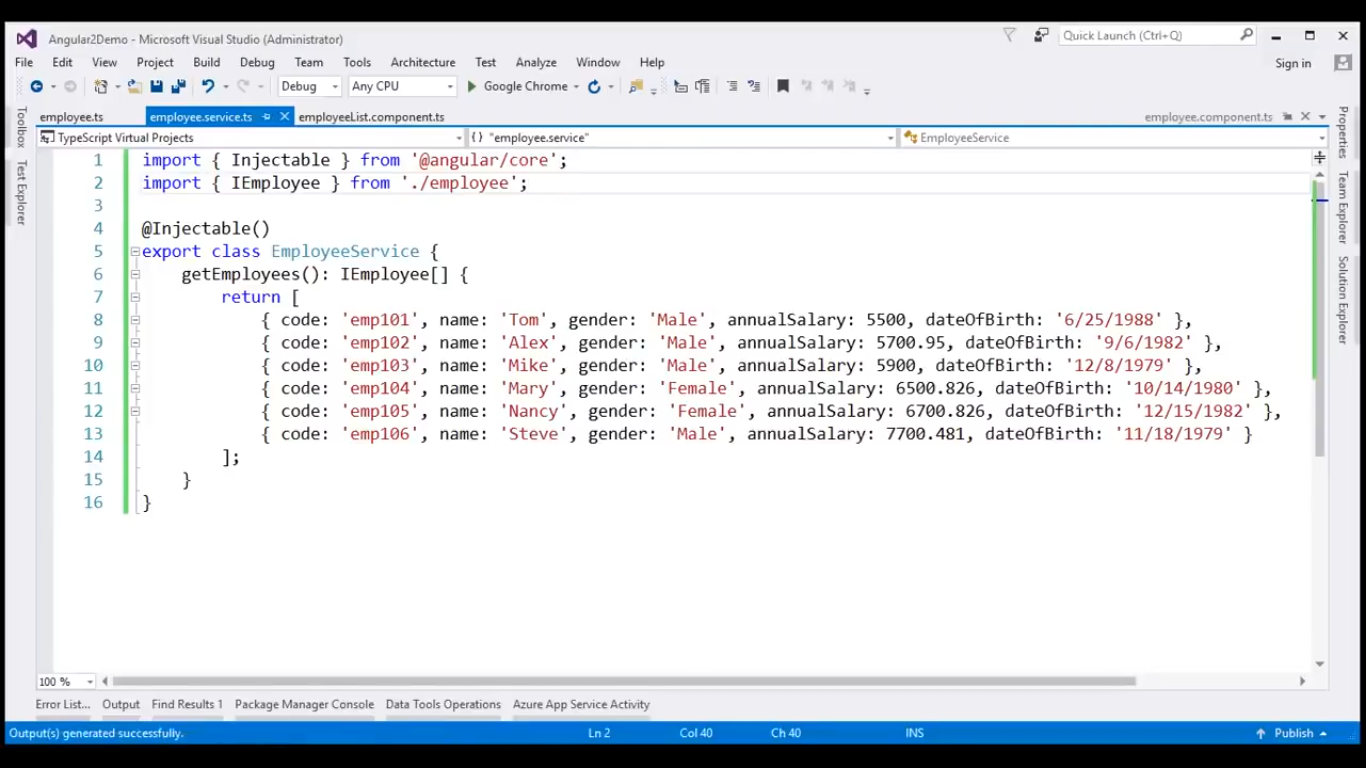 Angular2Demo - Microsoft Visual Studio (Administrator)
Quick Launch (Ctrl+Q)
File Edit View Project Build Debug Team Tools Architecture Test Analyze Window Help
Sign in
Debug Any CPU Google Chrome
employee.ts employee.service.ts employeeList.component.ts employee.component.ts
TypeScript Virtual Projects {} "employee.service" EmployeeService
1 import { Injectable } from '@angular/core';
2 import { IEmployee } from './employee';
3
4 @Injectable()
5 export class EmployeeService {
6 getEmployees(): IEmployee[] {
7 return [
8 { code: 'emp101', name: 'Tom', gender: 'Male', annualSalary: 5500, dateOfBirth: '6/25/1988' },
9 { code: 'emp102', name: 'Alex', gender: 'Male', annualSalary: 5700.95, dateOfBirth: '9/6/1982' },
10 { code: 'emp103', name: 'Mike', gender: 'Male', annualSalary: 5900, dateOfBirth: '12/8/1979' },
11 { code: 'emp104', name: 'Mary', gender: 'Female', annualSalary: 6500.826, dateOfBirth: '10/14/1980' },
12 { code: 'emp105', name: 'Nancy', gender: 'Female', annualSalary: 6700.826, dateOfBirth: '12/15/1982' },
13 { code: 'emp106', name: 'Steve', gender: 'Male', annualSalary: 7700.481, dateOfBirth: '11/18/1979' }
14 ];
15 }
16 }
Toolbox
Test Explorer
Properties
Team Explorer
Solution Explorer
100 %
Error List... Output Find Results 1 Package Manager Console Data Tools Operations Azure App Service Activity
Output(s) generated successfully. Ln 2 Col 40 Ch 40 INS Publish